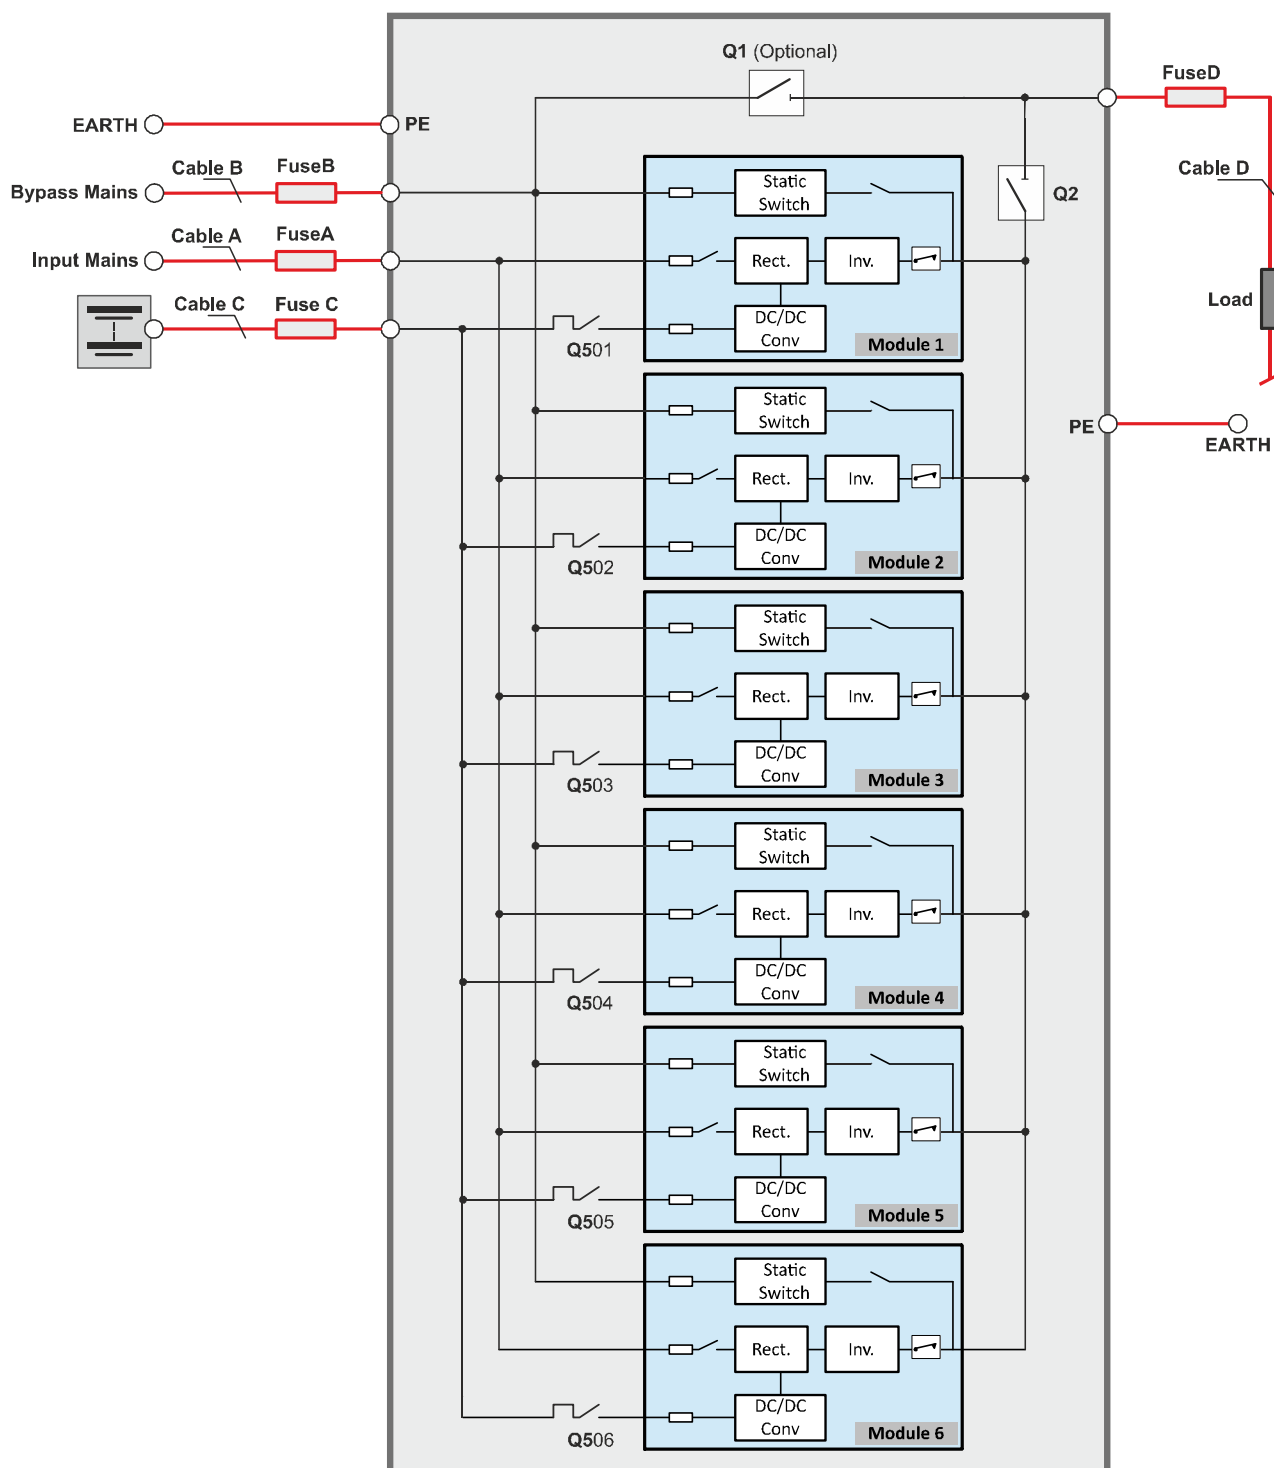 Q1 (Optional)
FuseD
EARTH
PE
Cable B
FuseB
Bypass Mains
Static
Switch
Cable D
Q2
Cable A
FuseA
Input Mains
Rect.
Inv.
Cable C
Fuse C
Load
Q501
DC/DC
Conv
Module 1
Static
Switch
PE
EARTH
Rect.
Inv.
Q502
DC/DC
Conv
Module 2
Static
Switch
Rect.
Inv.
Q503
DC/DC
Conv
Module 3
Static
Switch
Rect.
Inv.
Q504
DC/DC
Conv
Module 4
Static
Switch
Rect.
Inv.
Q505
DC/DC
Conv
Module 5
Static
Switch
Rect.
Inv.
Q506
DC/DC
Conv
Module 6